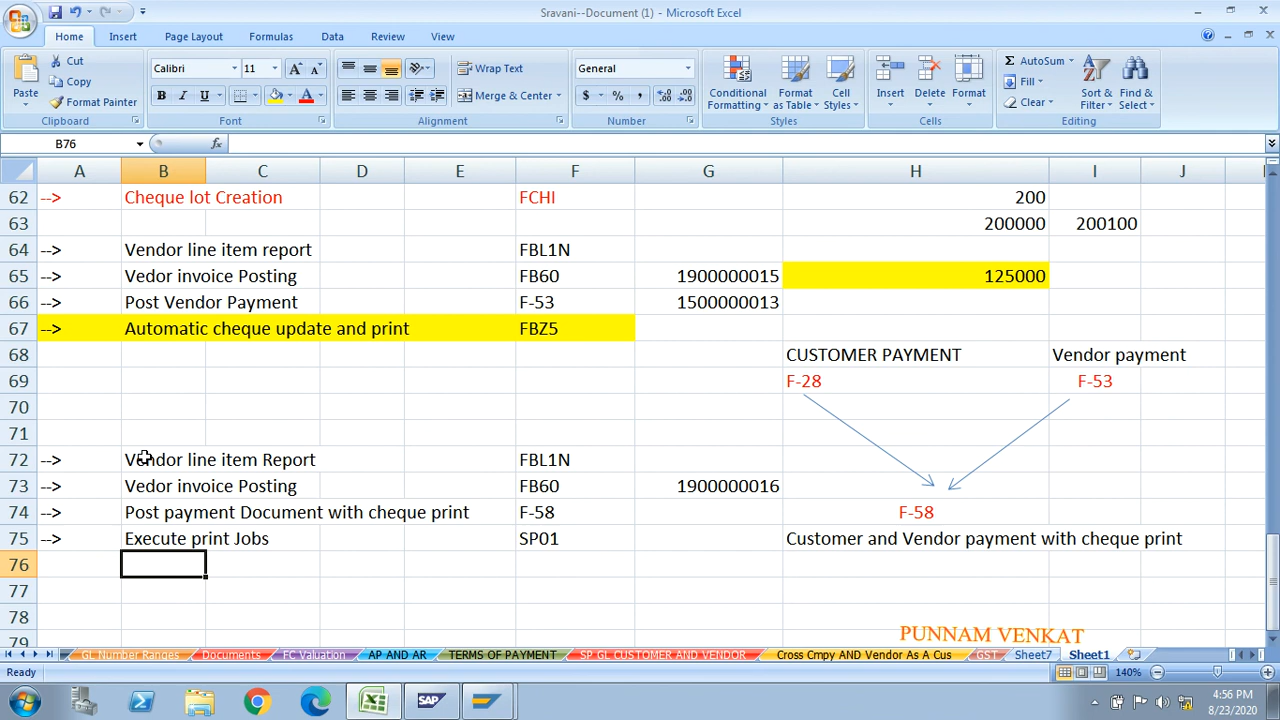 Sravani--Document (1) - Microsoft Excel
Home Insert Page Layout Formulas Data Review View
Paste Cut Copy Format Painter Clipboard
Calibri 11 A A B I U A Font
Wrap Text Merge & Center Alignment
General $ % , Number
Conditional Formatting Format as Table Cell Styles Styles
Insert Delete Format Cells
Σ AutoSum Fill Clear Sort & Filter Find & Select Editing
B76 fx
A B C D E F G H I J
62 --> Cheque lot Creation FCHI 200
63 200000 200100
64 --> Vendor line item report FBL1N
65 --> Vedor invoice Posting FB60 1900000015 125000
66 --> Post Vendor Payment F-53 1500000013
67 --> Automatic cheque update and print FBZ5
68 CUSTOMER PAYMENT Vendor payment
69 F-28 F-53
70
71
72 --> Vendor line item Report FBL1N
73 --> Vedor invoice Posting FB60 1900000016
74 --> Post payment Document with cheque print F-58 F-58
75 --> Execute print Jobs SP01 Customer and Vendor payment with cheque print
76
77
78
79
PUNNAM VENKAT
GL Number Ranges Documents FC Valuation AP AND AR TERMS OF PAYMENT SP GL CUSTOMER AND VENDOR Cross Cmpy AND Vendor As A Cus GST Sheet7 Sheet1
Ready 140%
SAP
4:56 PM
8/23/2020